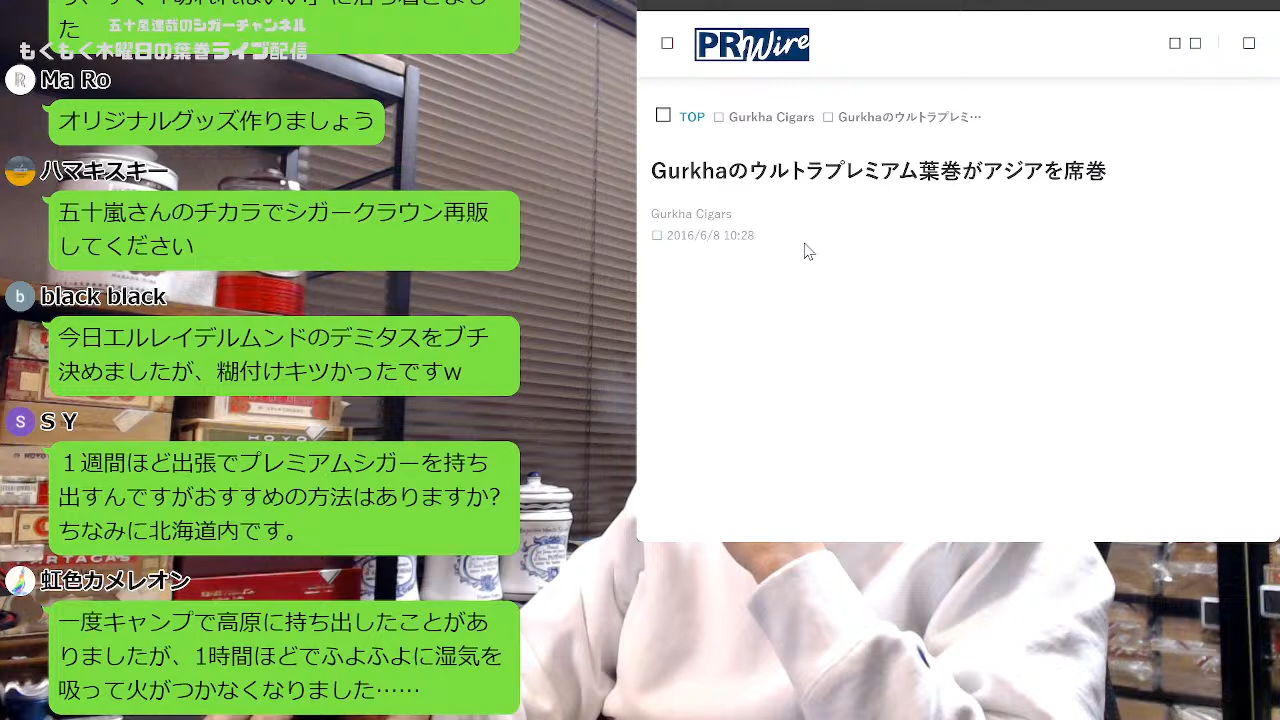 た
五十嵐達哉のシガーチャンネル
もくもく木曜日の葉巻ライブ配信
Ma Ro
オリジナルグッズ作りましょう
ハマキスキー
五十嵐さんのチカラでシガークラウン再販
してください
black black
今日エルレイデルムンドのデミタスをブチ
決めましたが、糊付けキツかったですw
S Y
１週間ほど出張でプレミアムシガーを持ち
出すんですがおすすめの方法はありますか?
ちなみに北海道内です。
虹色カメレオン
一度キャンプで高原に持ち出したことがあ
りましたが、1時間ほどでふよふよに湿気を
吸って火がつかなくなりました……
PRWire
TOP Gurkha Cigars Gurkhaのウルトラプレミ…
Gurkhaのウルトラプレミアム葉巻がアジアを席巻
Gurkha Cigars
2016/6/8 10:28